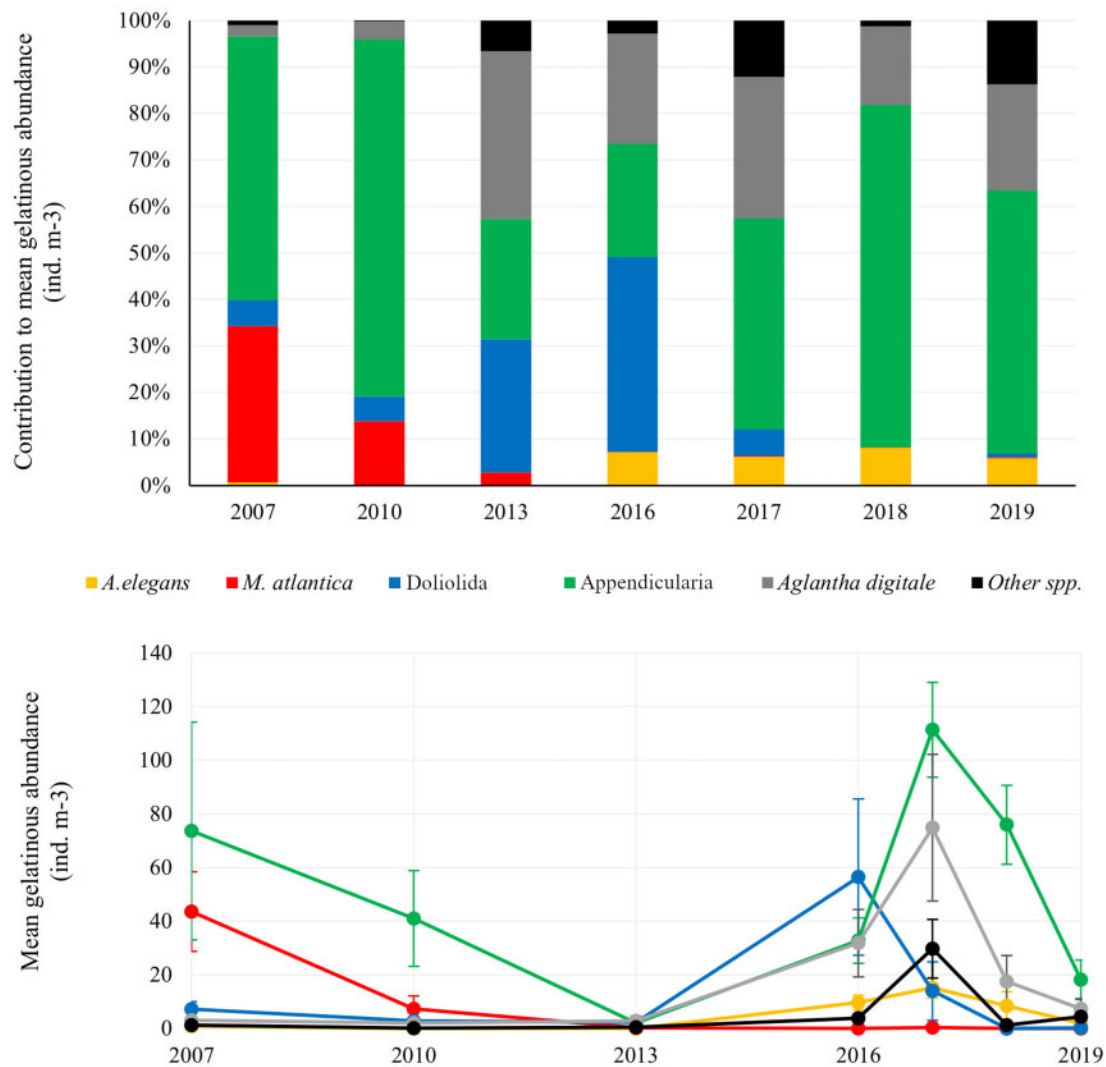 Contribution to mean gelatinous abundance
(ind. m-3)
100%
90%
80%
70%
60%
50%
40%
30%
20%
10%
0%
2007 2010 2013 2016 2017 2018 2019
A.elegans M. atlantica Doliolida Appendicularia Aglantha digitale Other spp.
Mean gelatinous abundance
(ind. m-3)
140
120
100
80
60
40
20
0
2007 2010 2013 2016 2019